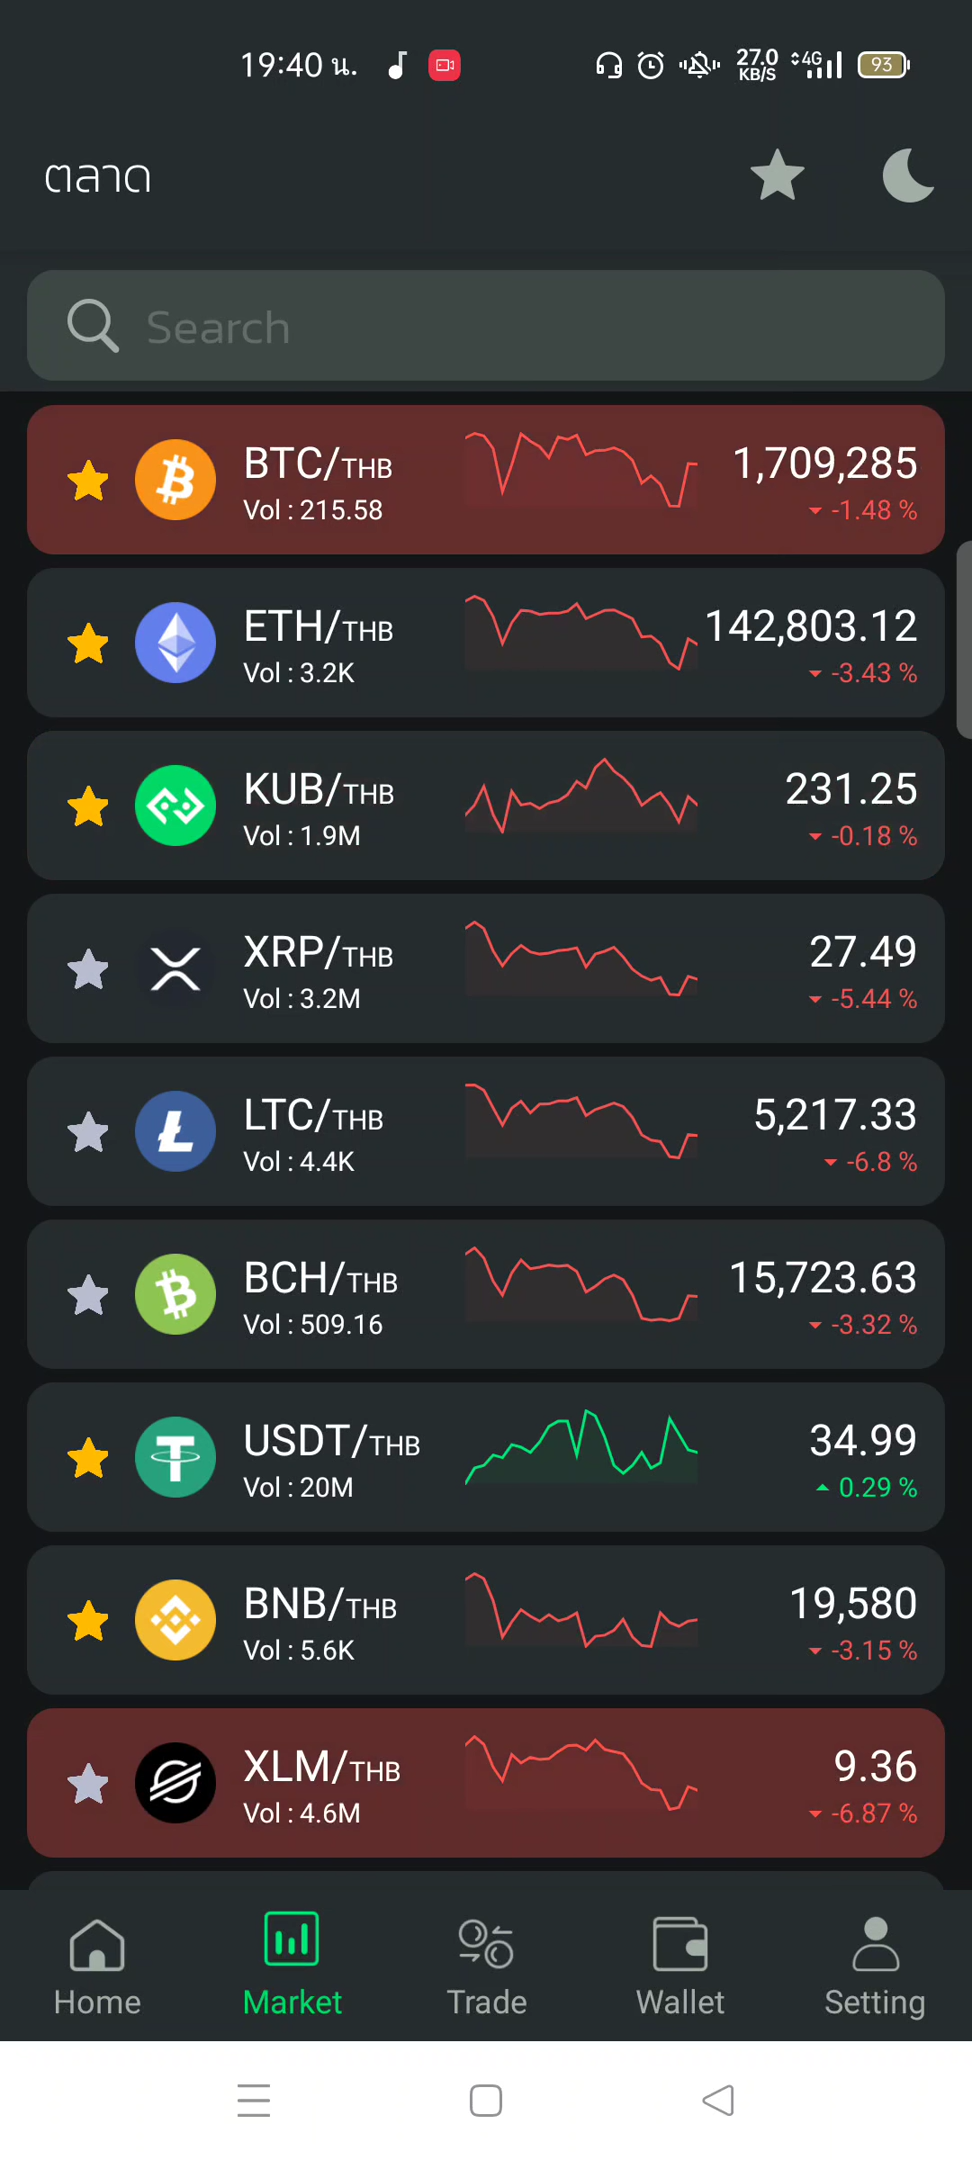 19:40 น.
27.0
KB/S
4G
93
ตลาด
Search
BTC/THB
1,709,285
Vol : 215.58
-1.48 %
ETH/THB
142,803.12
Vol : 3.2K
-3.43 %
KUB/THB
231.25
Vol : 1.9M
-0.18 %
XRP/THB
27.49
Vol : 3.2M
-5.44 %
LTC/THB
5,217.33
Vol : 4.4K
-6.8 %
BCH/THB
15,723.63
Vol : 509.16
-3.32 %
USDT/THB
34.99
Vol : 20M
0.29 %
BNB/THB
19,580
Vol : 5.6K
-3.15 %
XLM/THB
9.36
Vol : 4.6M
-6.87 %
Home
Market
Trade
Wallet
Setting